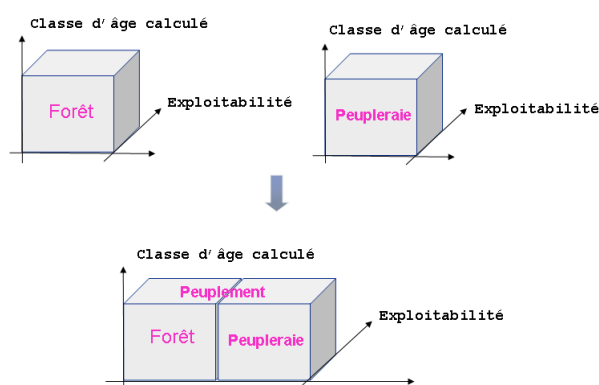 Classe d'âge calculé
Classe d'âge calculé
Forêt
Exploitabilité
Peupleraie
Exploitabilité
Classe d'âge calculé
Peuplement
Exploitabilité
Forêt
Peupleraie